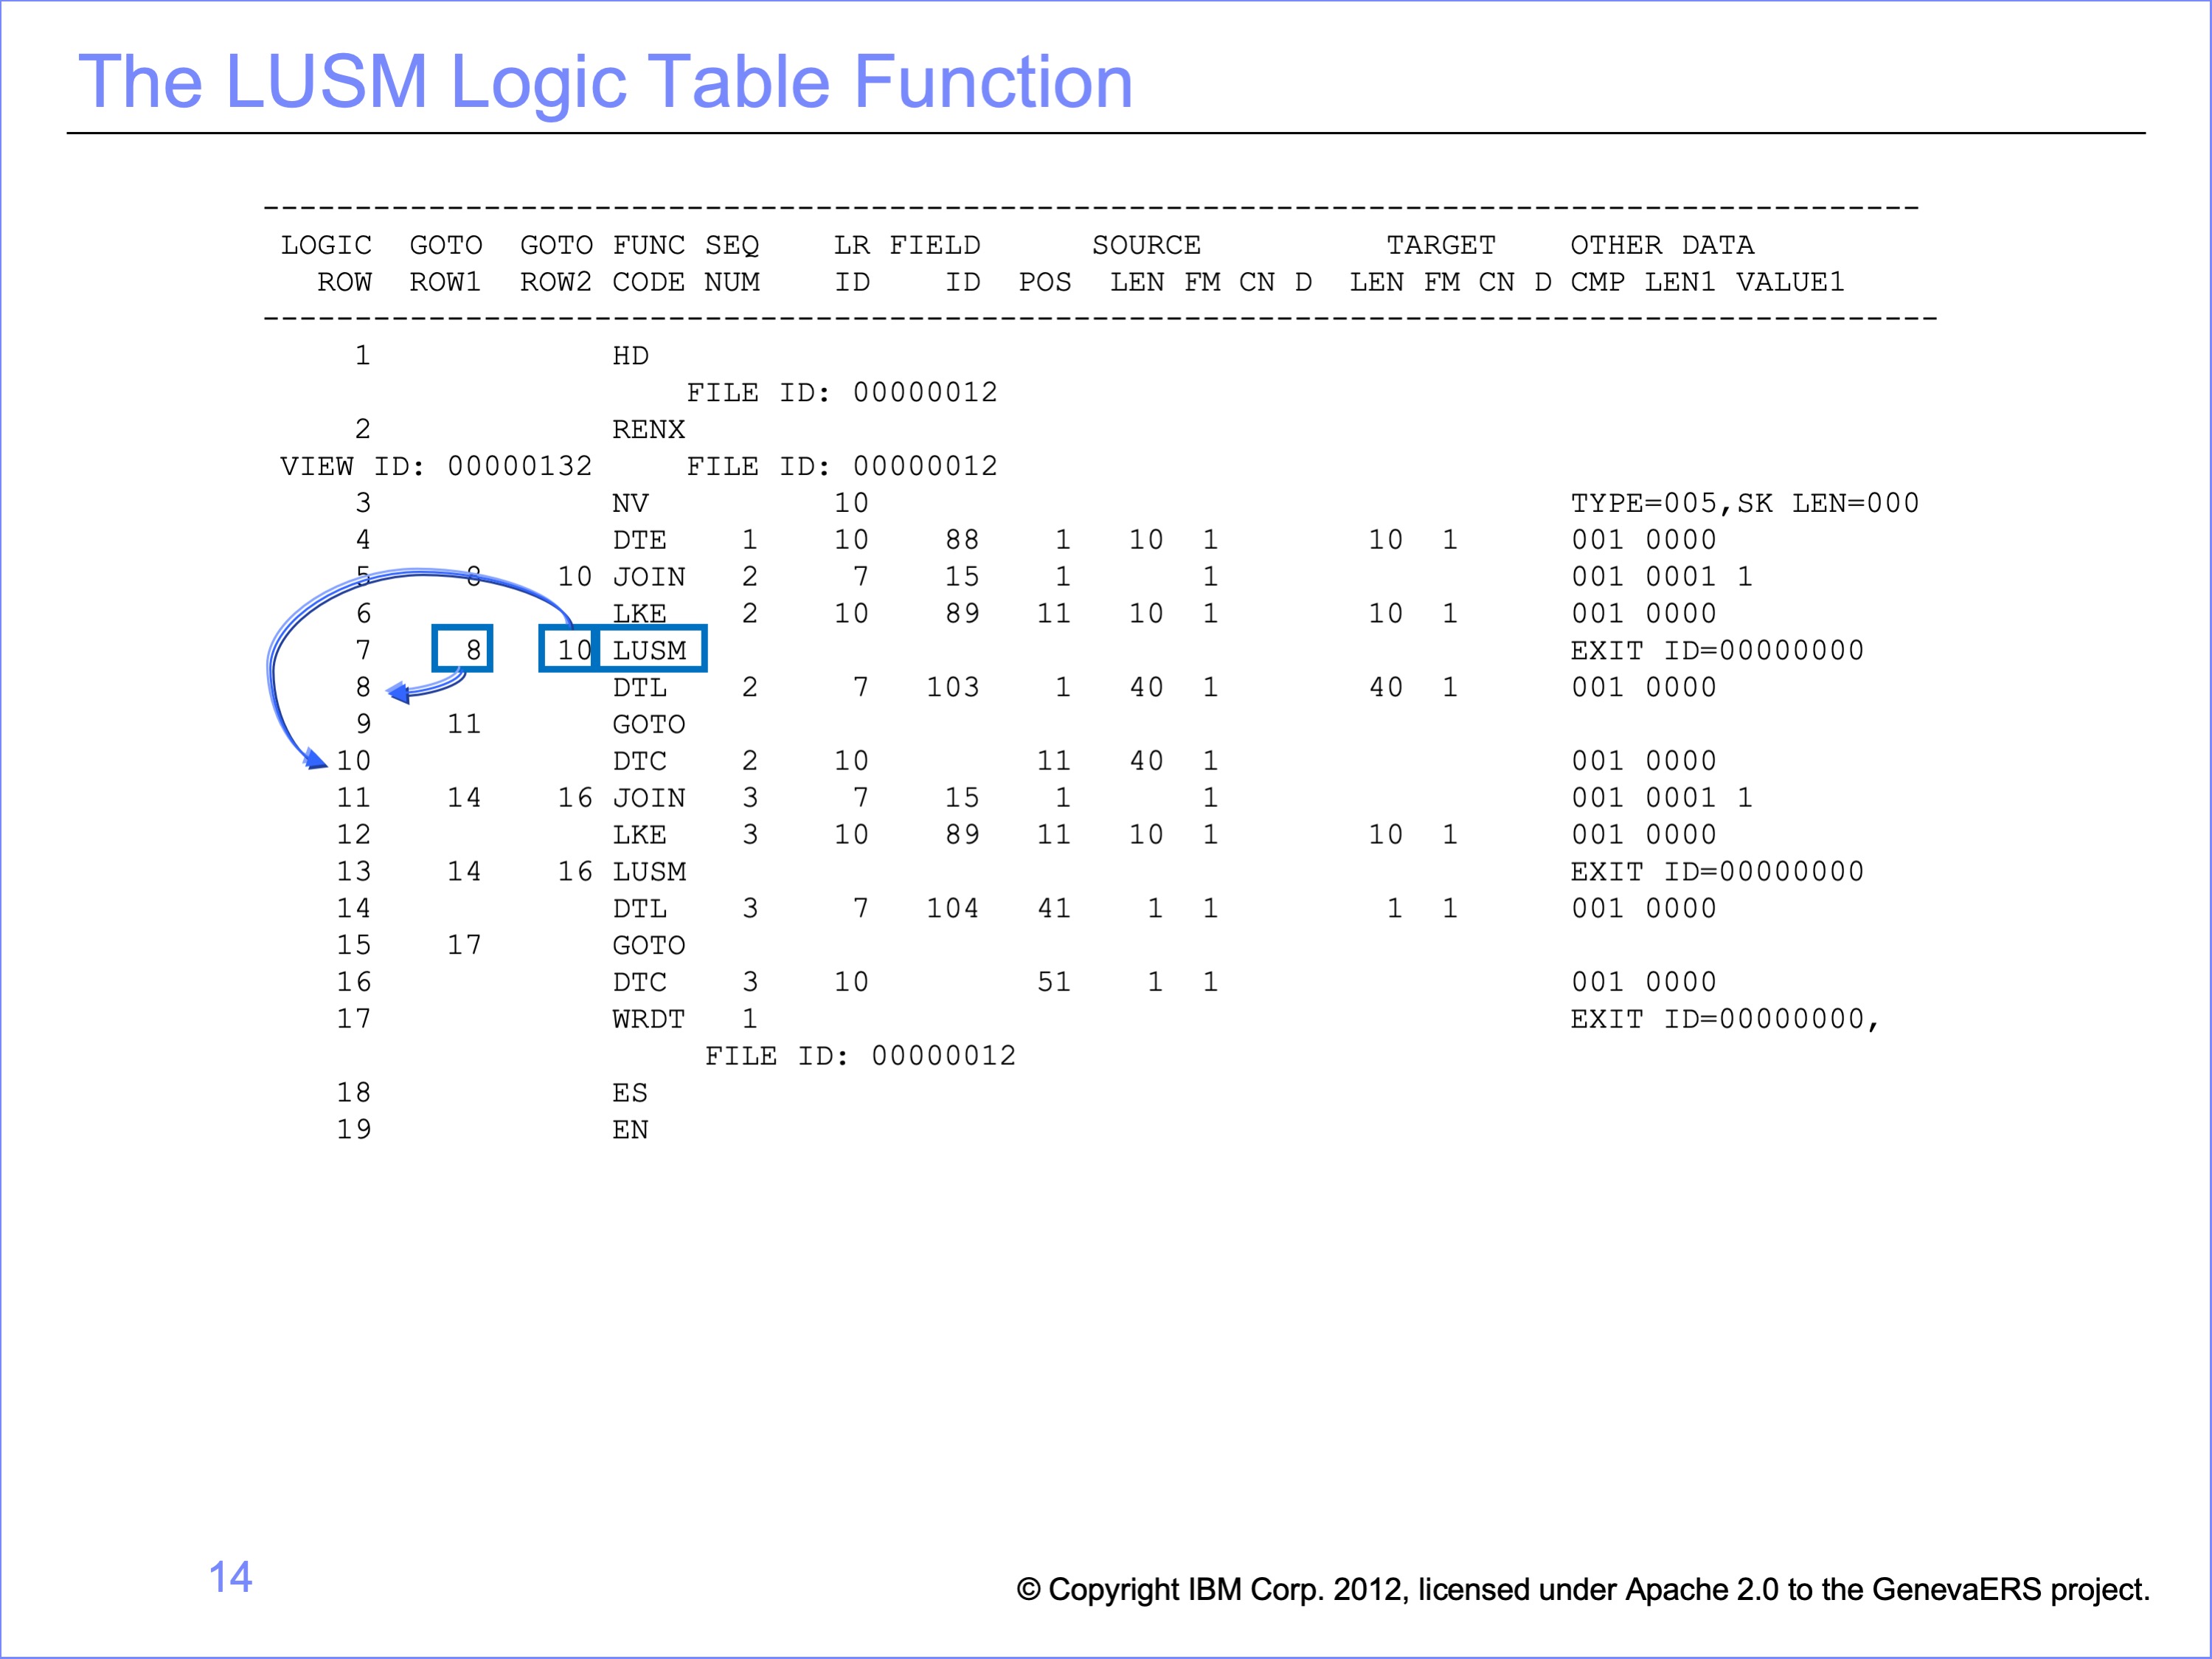 The LUSM Logic Table Function
------------------------------------------------------------------------------------------
LOGIC GOTO GOTO FUNC SEQ LR FIELD SOURCE TARGET OTHER DATA
ROW ROW1 ROW2 CODE NUM ID ID POS LEN FM CN D LEN FM CN D CMP LEN1 VALUE1
-------------------------------------------------------------------------------------------
1 HD
FILE ID: 00000012
2 RENX
VIEW ID: 00000132 FILE ID: 00000012
3 NV 10 TYPE=005,SK LEN=000
4 DTE 1 10 88 1 10 1 10 1 001 0000
5 8 10 JOIN 2 7 15 1 1 001 0001 1
6 LKE 2 10 89 11 10 1 10 1 001 0000
7 8 10 LUSM EXIT ID=00000000
8 DTL 2 7 103 1 40 1 40 1 001 0000
9 11 GOTO
10 DTC 2 10 11 40 1 001 0000
11 14 16 JOIN 3 7 15 1 1 001 0001 1
12 LKE 3 10 89 11 10 1 10 1 001 0000
13 14 16 LUSM EXIT ID=00000000
14 DTL 3 7 104 41 1 1 1 1 001 0000
15 17 GOTO
16 DTC 3 10 51 1 1 001 0000
17 WRDT 1 EXIT ID=00000000,
FILE ID: 00000012
18 ES
19 EN
14
© Copyright IBM Corp. 2012, licensed under Apache 2.0 to the GenevaERS project.